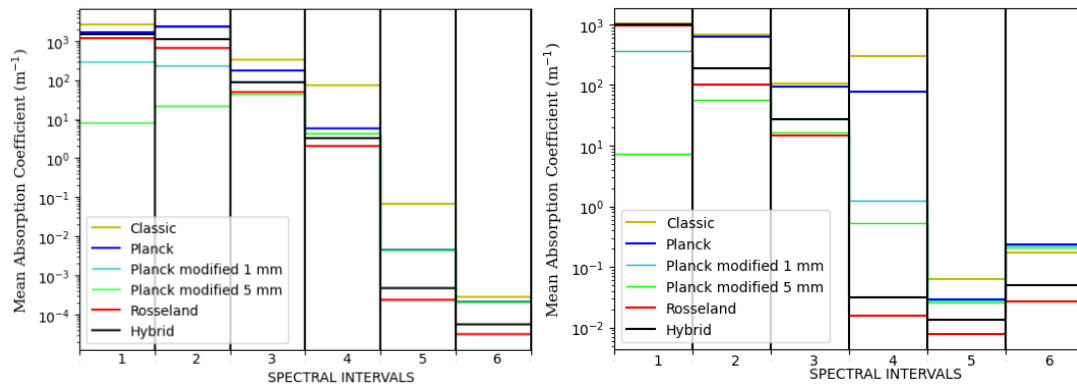 Mean Absorption Coefficient (m⁻¹)
10³
10²
10¹
10⁰
10⁻¹
10⁻²
10⁻³
10⁻⁴
Classic
Planck
Planck modified 1 mm
Planck modified 5 mm
Rosseland
Hybrid
1 2 3 4 5 6
SPECTRAL INTERVALS
Mean Absorption Coefficient (m⁻¹)
10³
10²
10¹
10⁰
10⁻¹
10⁻²
Classic
Planck
Planck modified 1 mm
Planck modified 5 mm
Rosseland
Hybrid
1 2 3 4 5 6
SPECTRAL INTERVALS